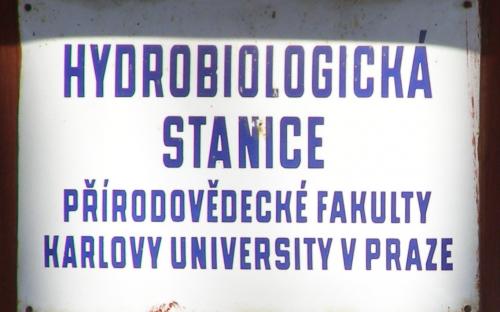 HYDROBIOLOGICKÁ
STANICE
PŘÍRODOVĚDECKÉ FAKULTY
KARLOVY UNIVERSITY V PRAZE